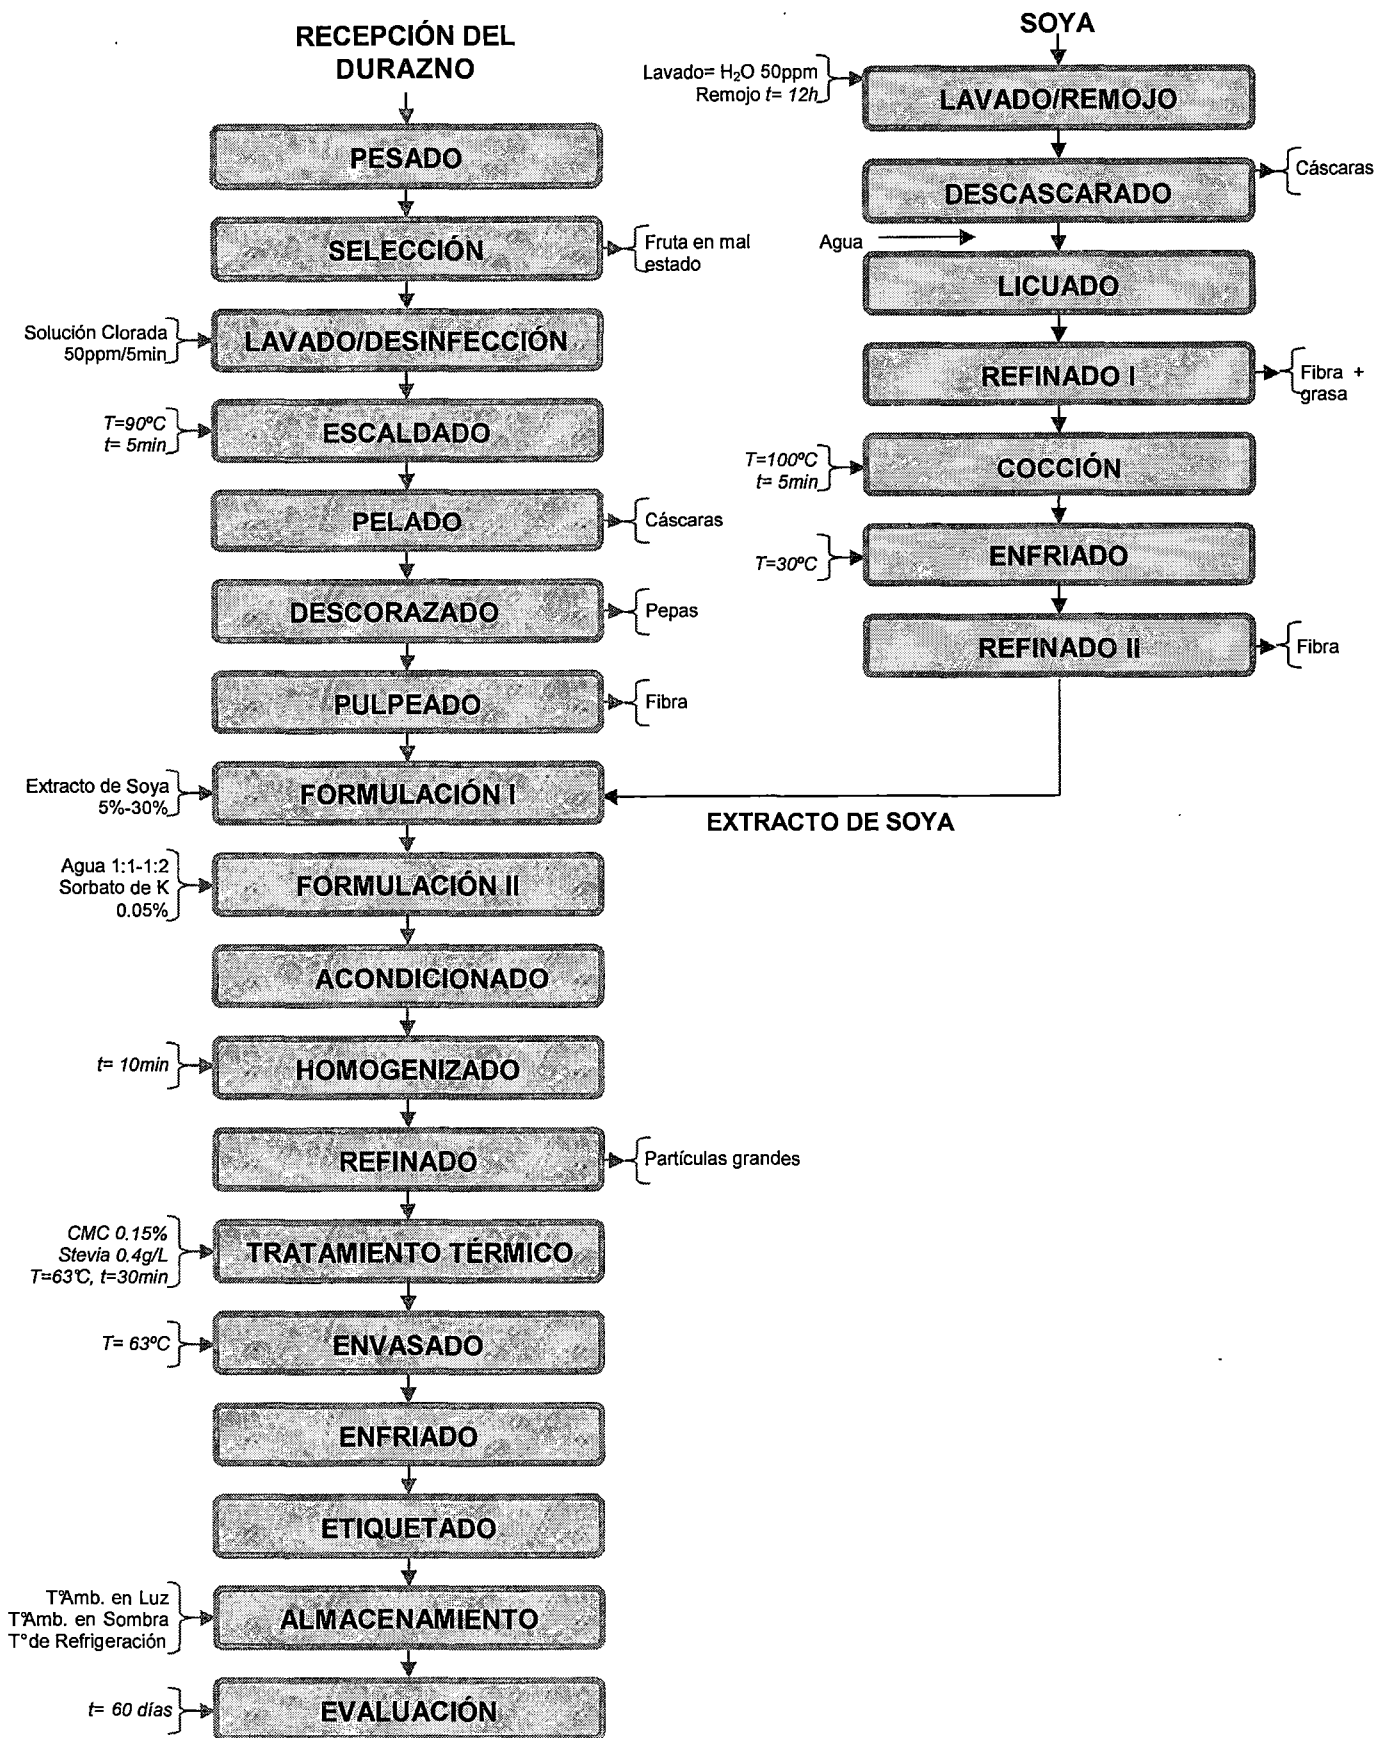 RECEPCIÓN DEL
DURAZNO
PESADO
SELECCIÓN
Fruta en mal
estado
Solución Clorada
50ppm/5min
LAVADO/DESINFECCIÓN
T=90ºC
t= 5min
ESCALDADO
PELADO
Cáscaras
DESCORAZADO
Pepas
PULPEADO
Fibra
Extracto de Soya
5%-30%
FORMULACIÓN I
Agua 1:1-1:2
Sorbato de K
0.05%
FORMULACIÓN II
ACONDICIONADO
t= 10min
HOMOGENIZADO
REFINADO
Partículas grandes
CMC 0.15%
Stevia 0.4g/L
T=63℃, t=30min
TRATAMIENTO TÉRMICO
T= 63ºC
ENVASADO
ENFRIADO
ETIQUETADO
T°Amb. en Luz
T°Amb. en Sombra
T° de Refrigeración
ALMACENAMIENTO
t= 60 días
EVALUACIÓN
SOYA
Lavado= H₂O 50ppm
Remojo t= 12h
LAVADO/REMOJO
DESCASCARADO
Cáscaras
Agua
LICUADO
REFINADO I
Fibra +
grasa
T=100ºC
t= 5min
COCCIÓN
T=30ºC
ENFRIADO
REFINADO II
Fibra
EXTRACTO DE SOYA